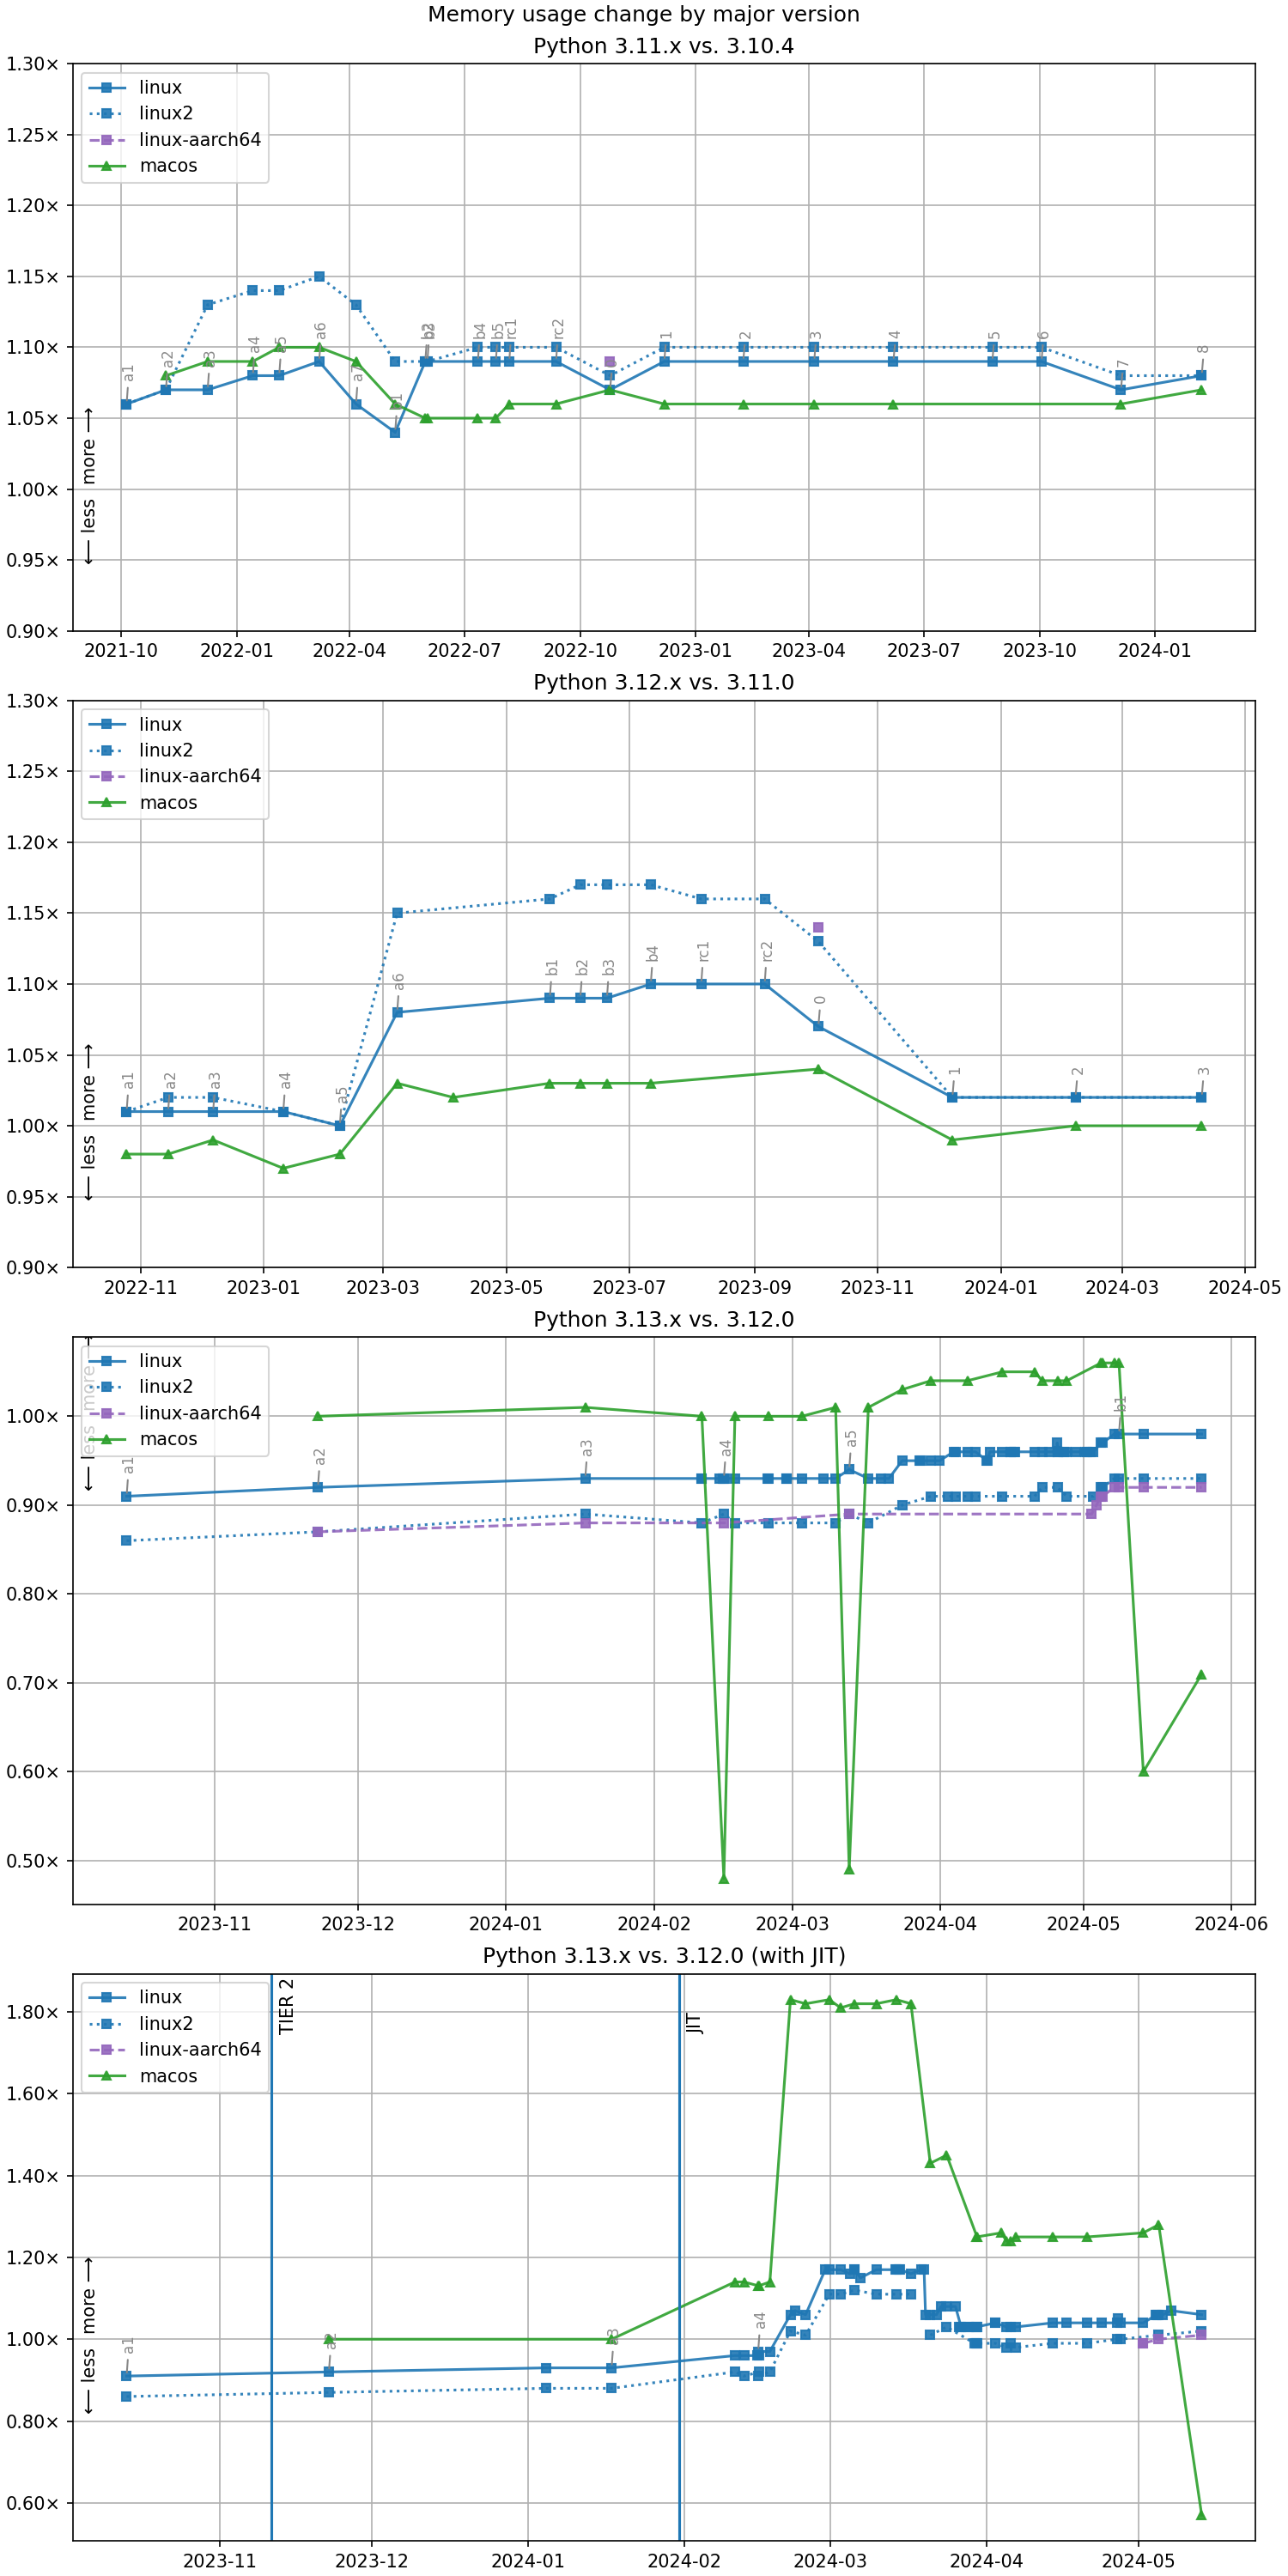 Memory usage change by major version
Python 3.11.x vs. 3.10.4
1.30×
1.25×
1.20×
1.15×
1.10×
1.05×
1.00×
0.95×
0.90×
linux
linux2
linux-aarch64
macos
← less more →
a1
a2
a3
a4
a5
a6
a7
b1
b3
b4
b5
rc1
rc2
1
2
3
4
5
6
7
8
2021-10 2022-01 2022-04 2022-07 2022-10 2023-01 2023-04 2023-07 2023-10 2024-01
Python 3.12.x vs. 3.11.0
1.30×
1.25×
1.20×
1.15×
1.10×
1.05×
1.00×
0.95×
0.90×
linux
linux2
linux-aarch64
macos
← less more →
a1
a2
a3
a4
a5
a6
b1
b2
b3
b4
rc1
rc2
0
1
2
3
2022-11 2023-01 2023-03 2023-05 2023-07 2023-09 2023-11 2024-01 2024-03 2024-05
Python 3.13.x vs. 3.12.0
1.00×
0.90×
0.80×
0.70×
0.60×
0.50×
linux
linux2
linux-aarch64
macos
← less more →
a1
a2
a3
a4
a5
b1
2023-11 2023-12 2024-01 2024-02 2024-03 2024-04 2024-05 2024-06
Python 3.13.x vs. 3.12.0 (with JIT)
1.80×
1.60×
1.40×
1.20×
1.00×
0.80×
0.60×
linux
linux2
linux-aarch64
macos
TIER 2
JIT
← less more →
a1
a2
a3
a4
2023-11 2023-12 2024-01 2024-02 2024-03 2024-04 2024-05